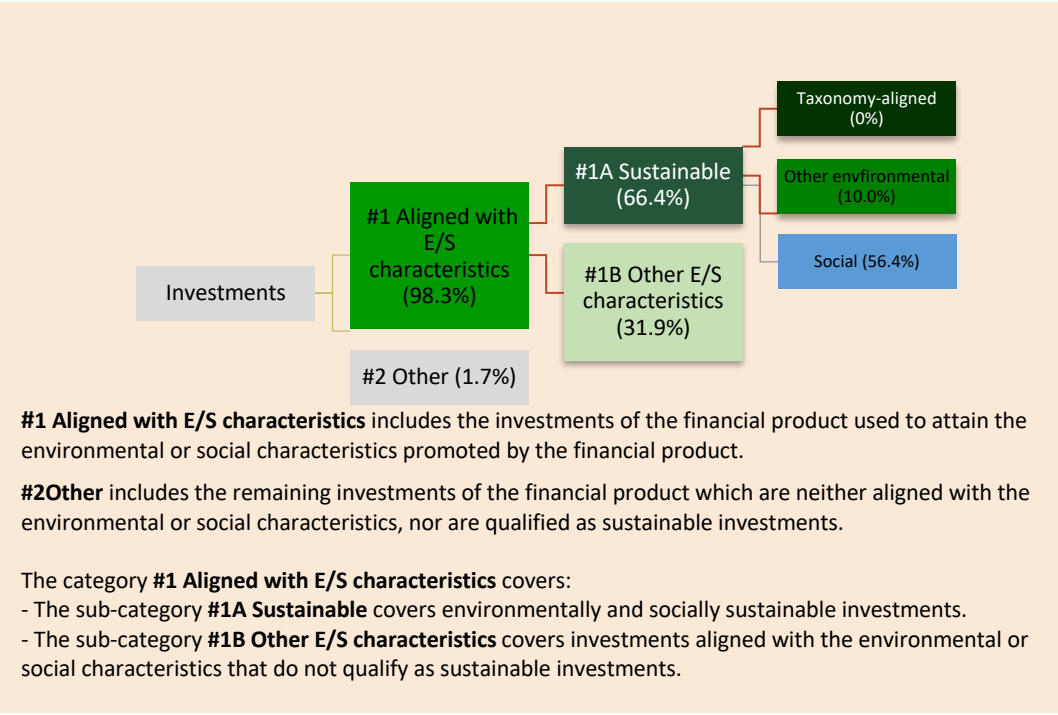 Taxonomy-aligned
(0%)
#1A Sustainable
(66.4%)
Other envfironmental
(10.0%)
#1 Aligned with
E/S
characteristics
(98.3%)
Social (56.4%)
#1B Other E/S
characteristics
(31.9%)
Investments
#2 Other (1.7%)
#1 Aligned with E/S characteristics includes the investments of the financial product used to attain the
environmental or social characteristics promoted by the financial product.
#2Other includes the remaining investments of the financial product which are neither aligned with the
environmental or social characteristics, nor are qualified as sustainable investments.
The category #1 Aligned with E/S characteristics covers:
- The sub-category #1A Sustainable covers environmentally and socially sustainable investments.
- The sub-category #1B Other E/S characteristics covers investments aligned with the environmental or
social characteristics that do not qualify as sustainable investments.